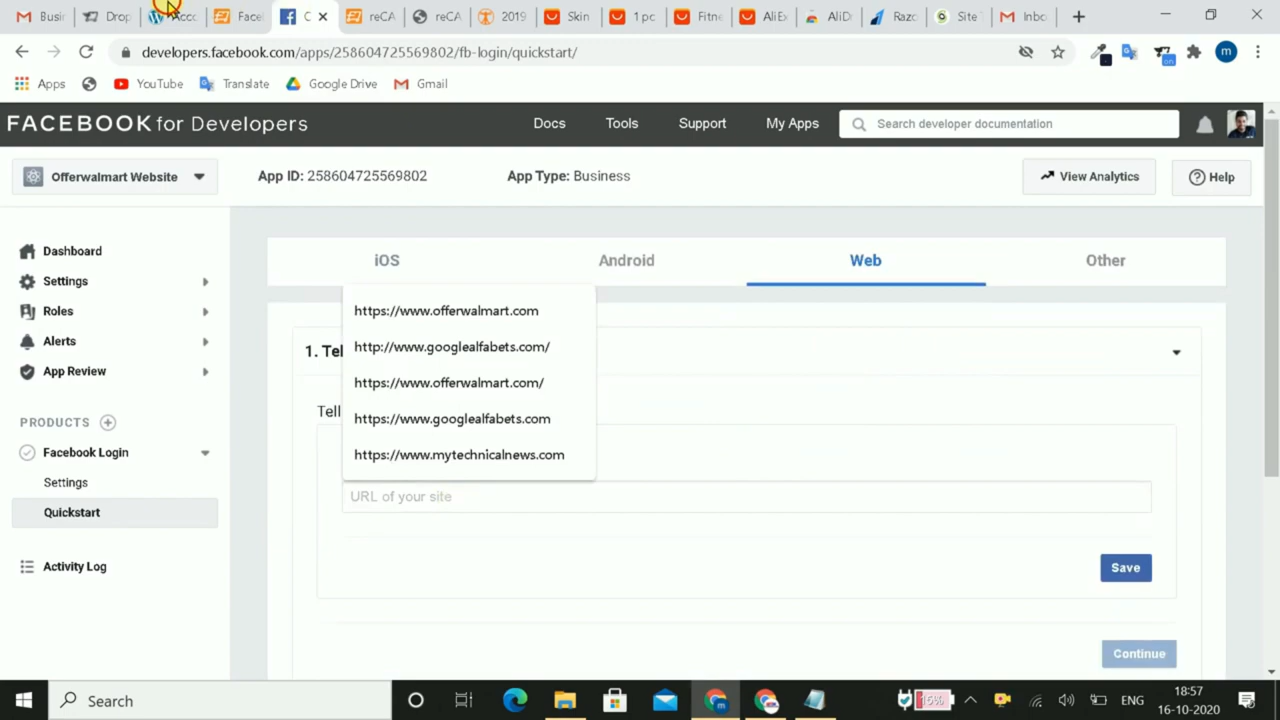 Busi
Drop
Acco
Face
C
reCA
reCA
2019
Skin
1 pc
Fitne
AliEx
AliD
Razo
Site
Inbo
developers.facebook.com/apps/258604725569802/fb-login/quickstart/
on
m
Apps
YouTube
Translate
Google Drive
Gmail
FACEBOOK for Developers
Docs
Tools
Support
My Apps
Search developer documentation
Offerwalmart Website
App ID: 258604725569802
App Type: Business
View Analytics
Help
Dashboard
Settings
Roles
Alerts
App Review
PRODUCTS
Facebook Login
Settings
Quickstart
Activity Log
iOS
Android
Web
Other
https://www.offerwalmart.com
http://www.googlealfabets.com/
https://www.offerwalmart.com/
https://www.googlealfabets.com
https://www.mytechnicalnews.com
1. Tel
Tell
URL of your site
Save
Continue
Search
15%
ENG
18:57
16-10-2020